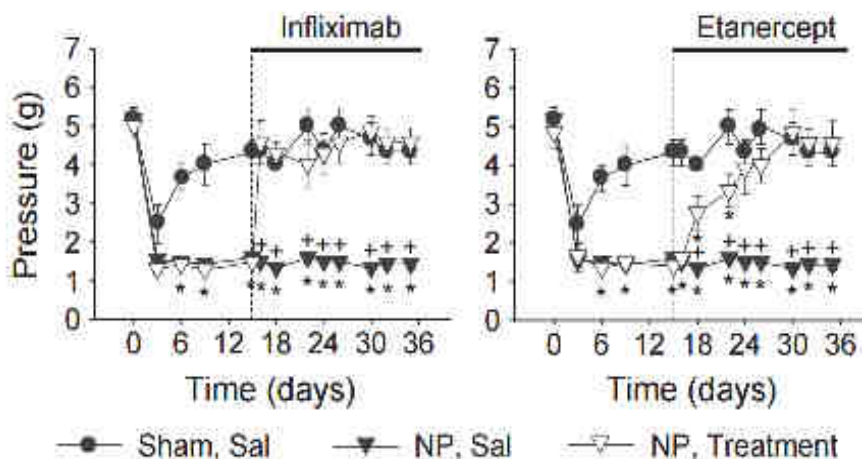 Infliximab
Etanercept
7
6
5
4
3
2
1
0
Pressure (g)
+ + + + + + + +
* * * * * * * * * * *
0 6 12 18 24 30 36
Time (days)
7
6
5
4
3
2
1
0
* *
+ + + + + + +
* * * * * * * * * * *
0 6 12 18 24 30 36
Time (days)
Sham, Sal NP, Sal NP, Treatment